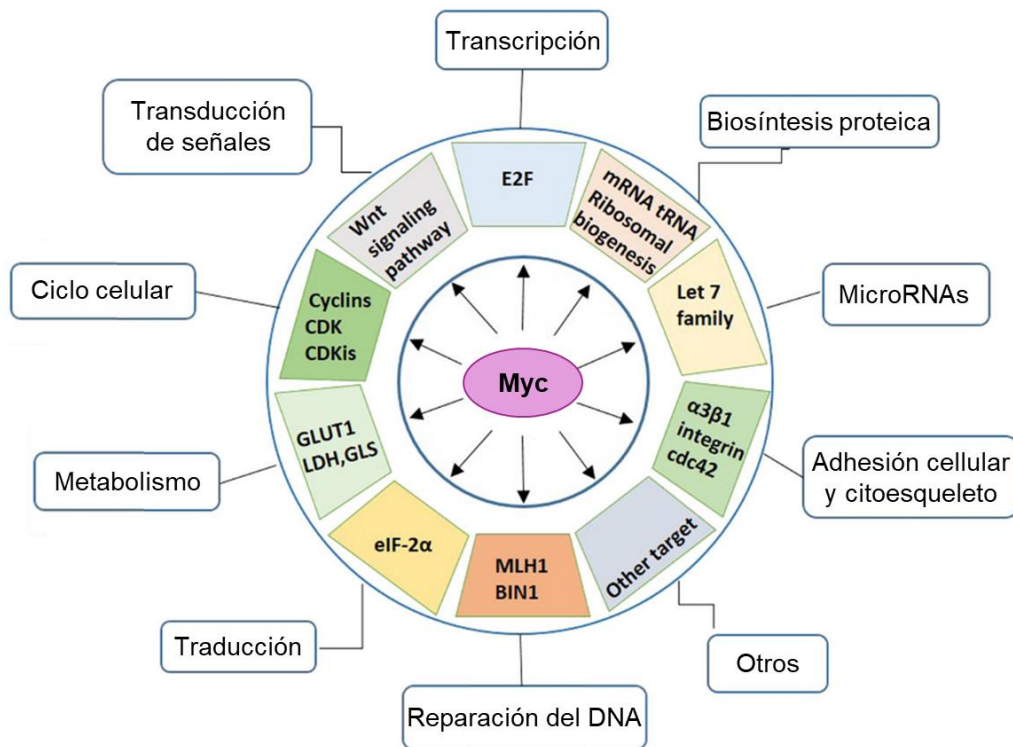 Transcripción
Transducción
de señales
Biosíntesis proteica
E2F
mRNA tRNA
Ribosomal
biogenesis
Wnt
signaling
pathway
Ciclo celular
Cyclins
CDK
CDKis
Let 7
family
MicroRNAs
Myc
α3β1
integrin
cdc42
GLUT1
LDH,GLS
Metabolismo
Adhesión cellular
y citoesqueleto
eIF-2α
MLH1
BIN1
Other target
Traducción
Otros
Reparación del DNA